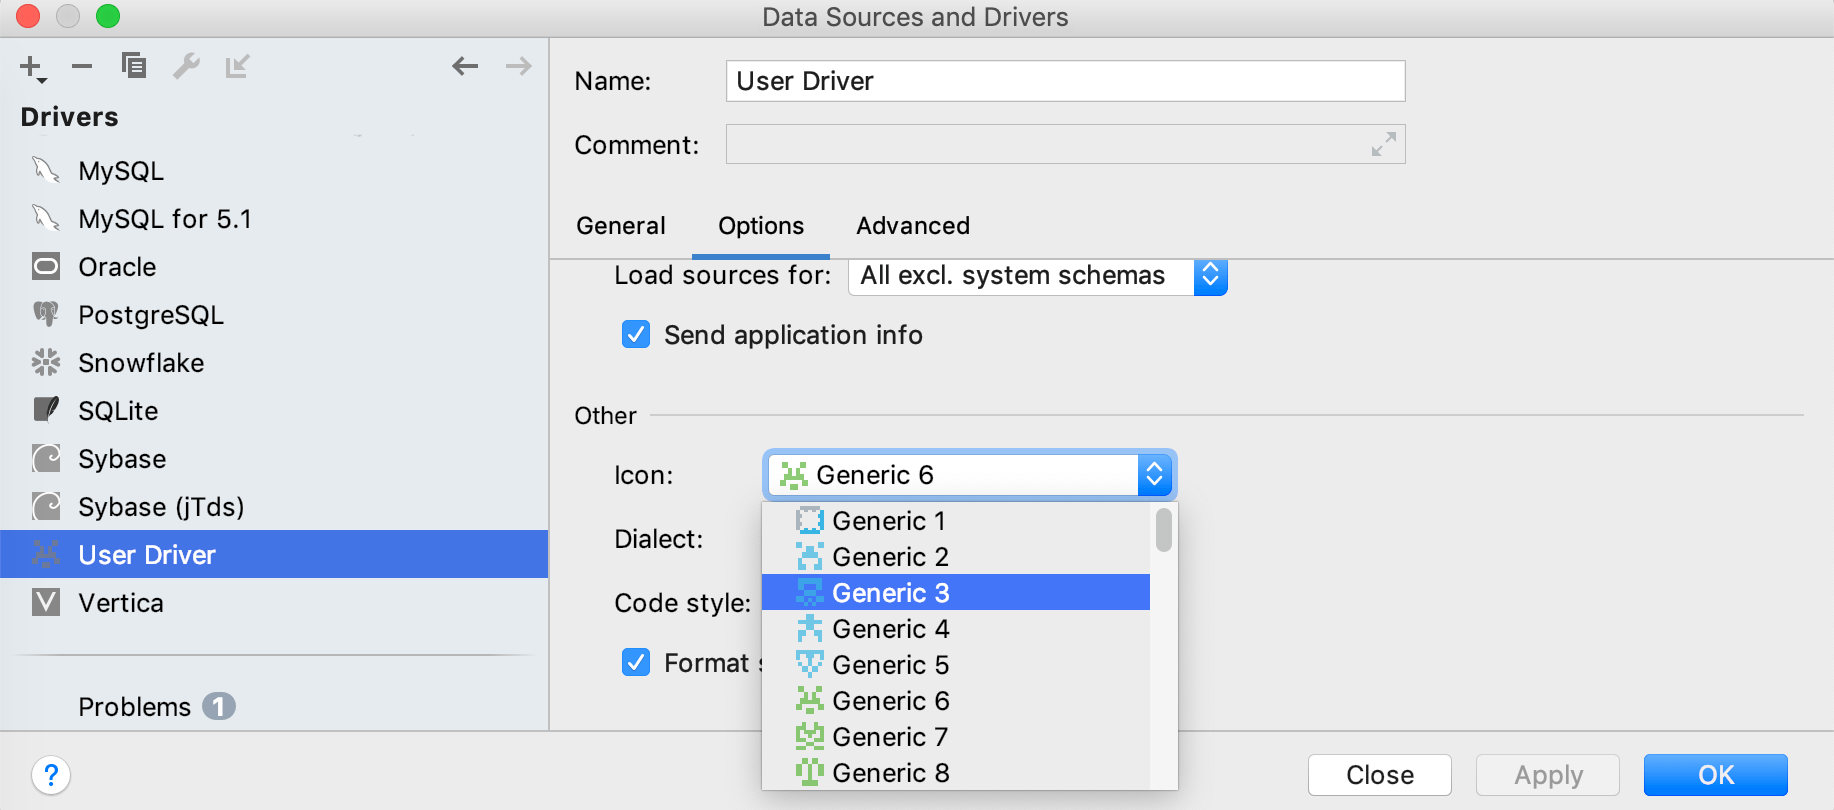 Data Sources and Drivers
Drivers
MySQL
MySQL for 5.1
Oracle
PostgreSQL
Snowflake
SQLite
Sybase
Sybase (jTds)
User Driver
Vertica
Problems 1
?
Name: User Driver
Comment:
General Options Advanced
Load sources for: All excl. system schemas
Send application info
Other
Icon: Generic 6
Generic 1
Generic 2
Generic 3
Generic 4
Generic 5
Generic 6
Generic 7
Generic 8
Dialect:
Code style:
Format
Close Apply OK